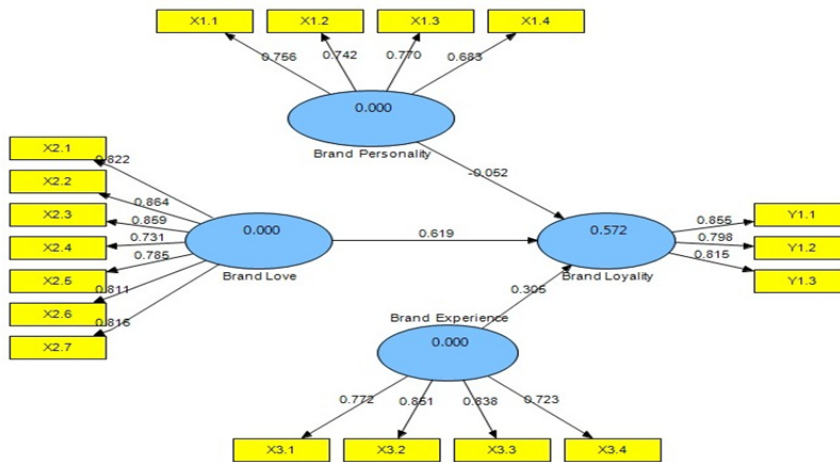 X1.1 X1.2 X1.3 X1.4
0.756 0.742 0.770 0.683
0.000
Brand Personality
X2.1
0.822
X2.2
0.864
X2.3
0.859
X2.4
0.731
X2.5
0.785
X2.6
0.811
X2.7
0.815
0.000
Brand Love
-0.052
0.619
0.572
Brand Loyality
0.855
Y1.1
0.798
Y1.2
0.815
Y1.3
0.305
Brand Experience
0.000
0.772 0.851 0.838 0.723
X3.1 X3.2 X3.3 X3.4